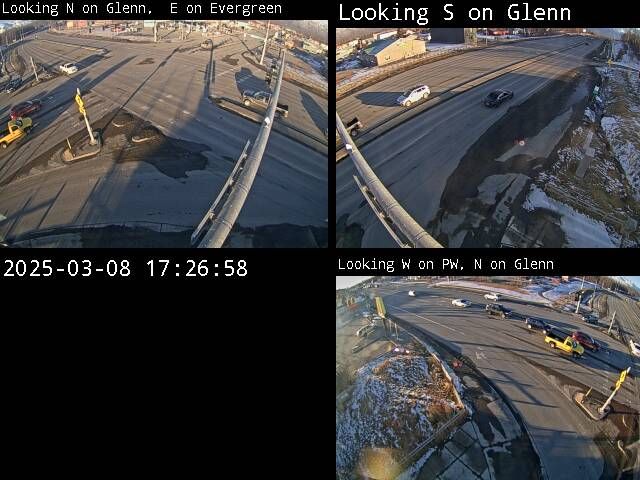 Looking N on Glenn,  E on Evergreen
Looking S on Glenn
2025-03-08 17:26:58
Looking W on PW, N on Glenn